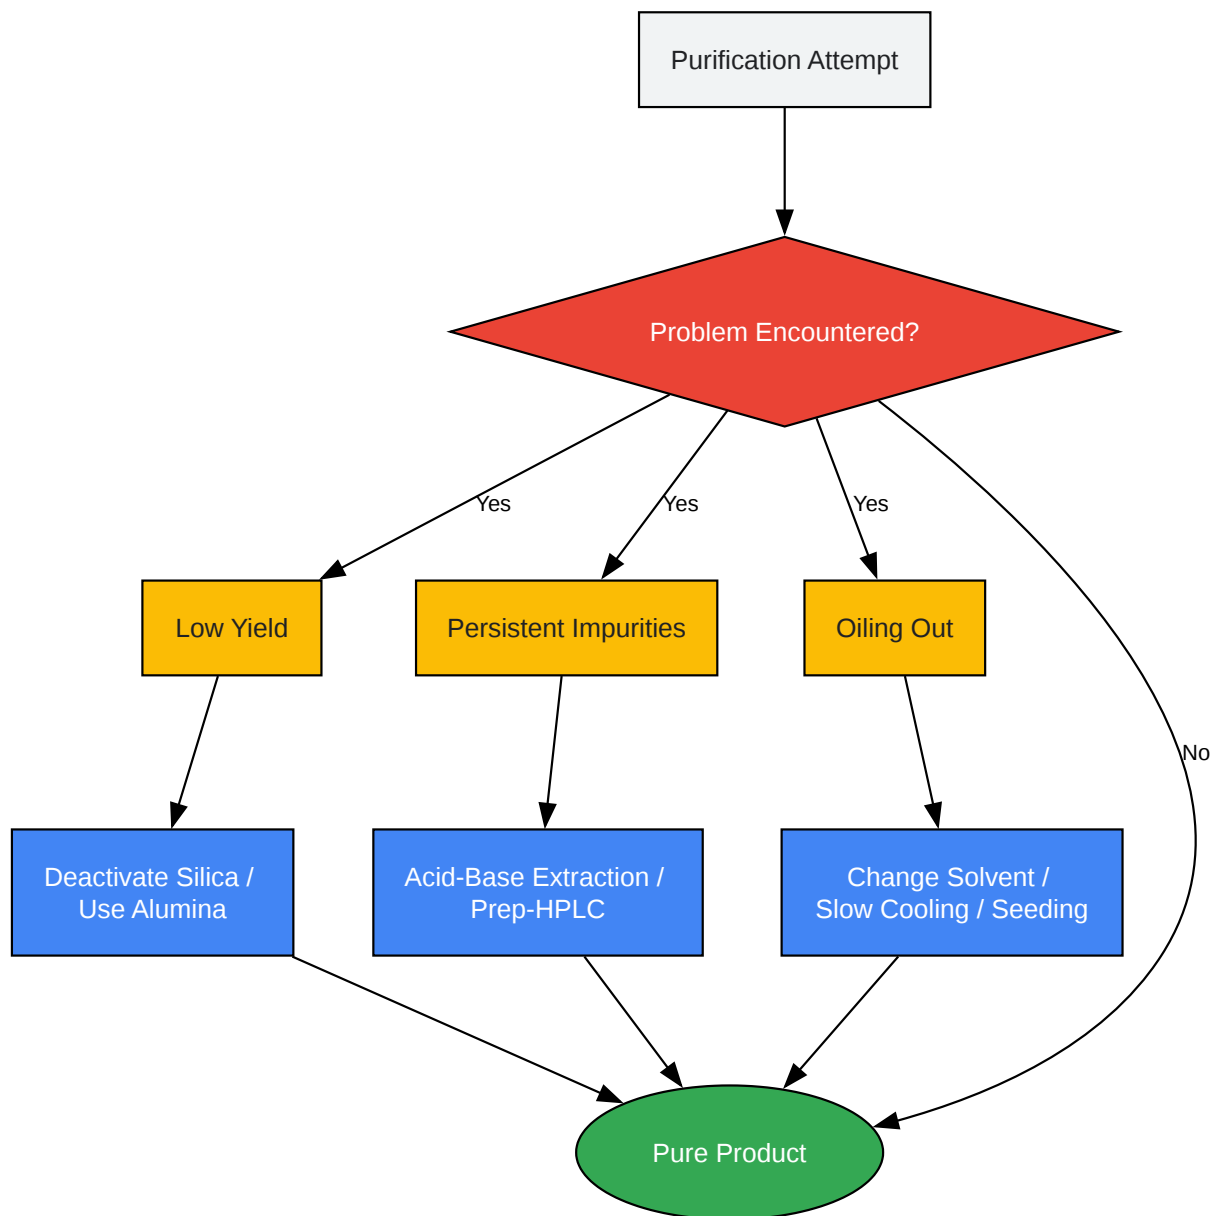 Purification Attempt
Problem Encountered?
Yes
Yes
Yes
Low Yield
Persistent Impurities
Oiling Out
No
Deactivate Silica /
Use Alumina
Acid-Base Extraction /
Prep-HPLC
Change Solvent /
Slow Cooling / Seeding
Pure Product